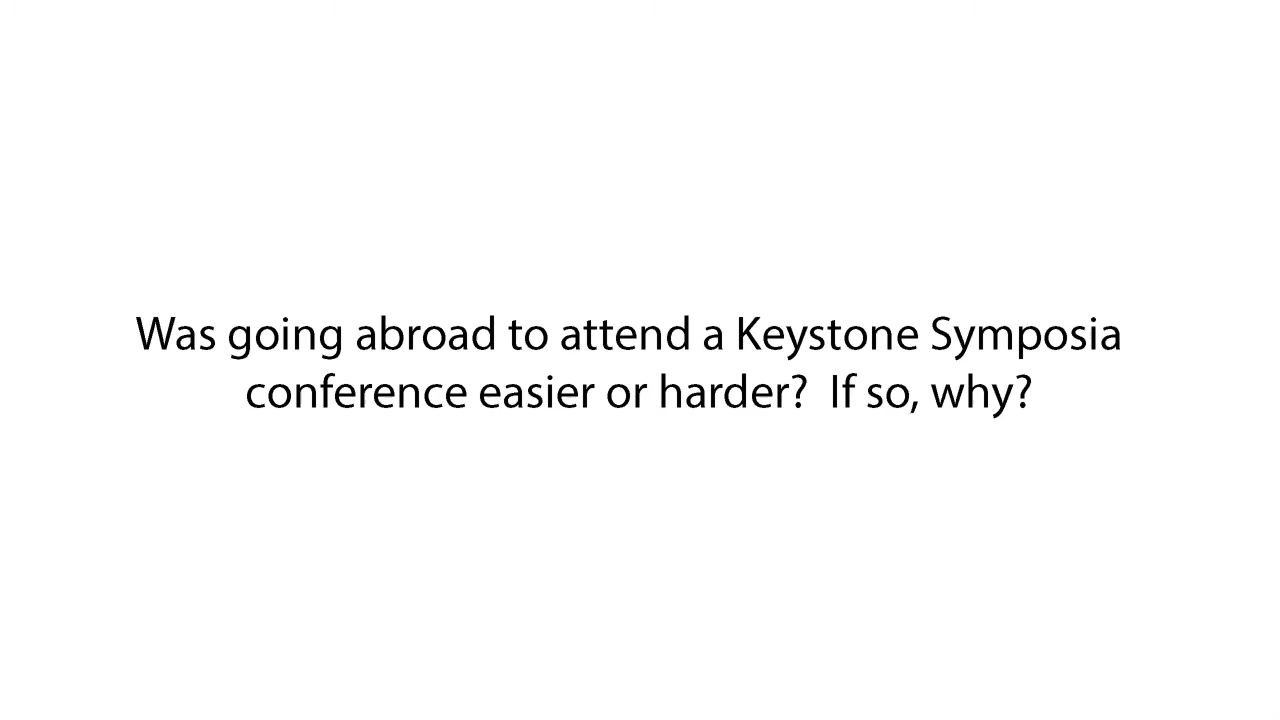 Was going abroad to attend a Keystone Symposia
conference easier or harder?  If so, why?